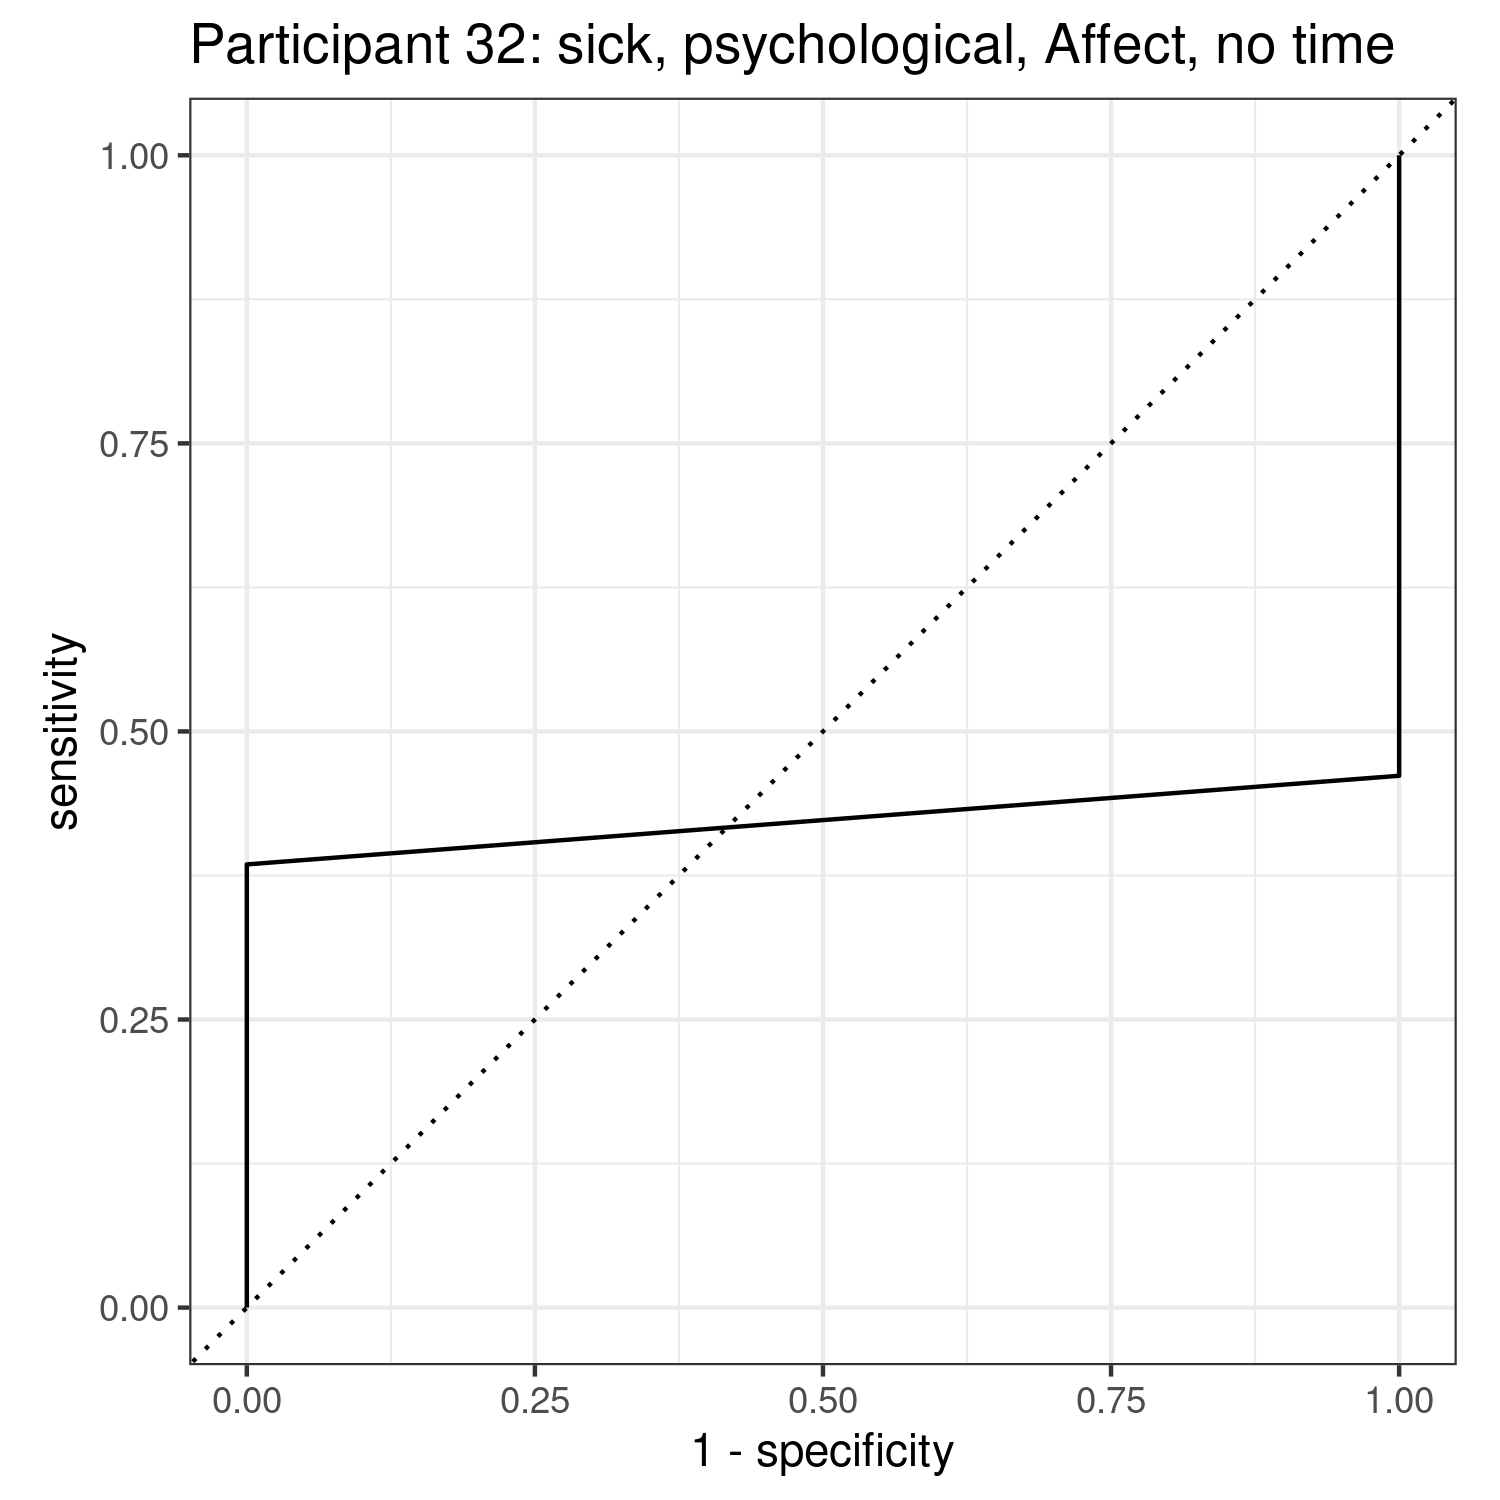 Participant 32: sick, psychological, Affect, no time
1.00
0.75
0.50
0.25
0.00
sensitivity
0.00 0.25 0.50 0.75 1.00
1 - specificity